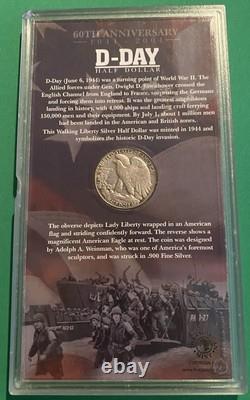 60TH ANNIVERSARY
1944 - 2004
D-DAY
HALF DOLLAR
D-Day (June 6, 1944) was a turning point of World War II. The
Allied forces under Gen. Dwight D. Eisenhower crossed the
English Channel from England to France, surprising the Germans
and forcing them into retreat. It was the greatest amphibious
landing in history, with 4,000 ships and landing craft ferrying
150,000 men and their equipment. By July 1, about 1 million men
had been landed in the American and British zones.
This Walking Liberty Silver Half Dollar was minted in 1944 and
symbolizes the historic D-Day invasion.
The obverse depicts Lady Liberty wrapped in an American
flag and striding confidently forward. The reverse shows a
magnificent American Eagle at rest. The coin was designed
by Adolph A. Weinman, who was one of America's foremost
sculptors, and was struck in .900 Fine Silver.
PA 1-27